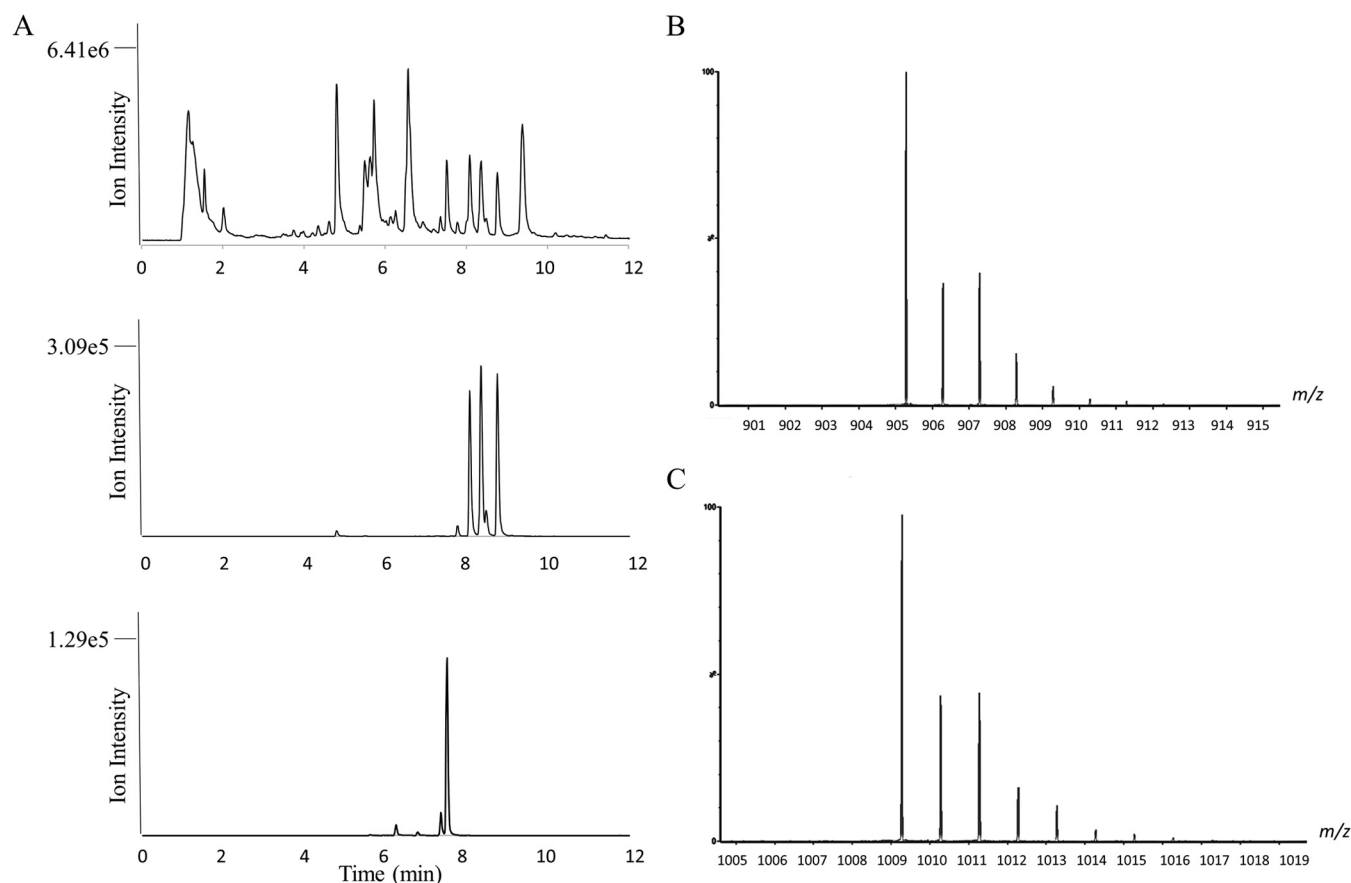 A
6.41e6
Ion Intensity
0 2 4 6 8 10 12
3.09e5
Ion Intensity
0 2 4 6 8 10 12
1.29e5
Ion Intensity
0 2 4 6 8 10 12
Time (min)
B
100
%
0
m/z
901 902 903 904 905 906 907 908 909 910 911 912 913 914 915
C
100
%
0
m/z
1005 1006 1007 1008 1009 1010 1011 1012 1013 1014 1015 1016 1017 1018 1019